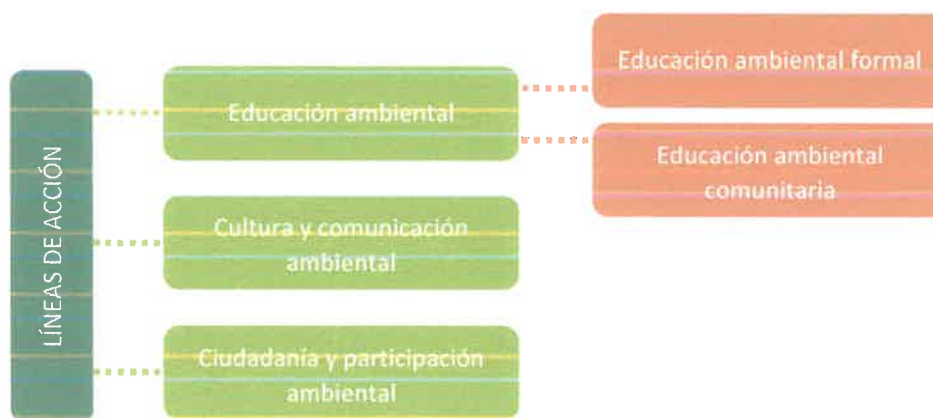 LÍNEAS DE ACCIÓN
Educación ambiental
Educación ambiental formal
Educación ambiental
comunitaria
Cultura y comunicación
ambiental
Ciudadanía y participación
ambiental